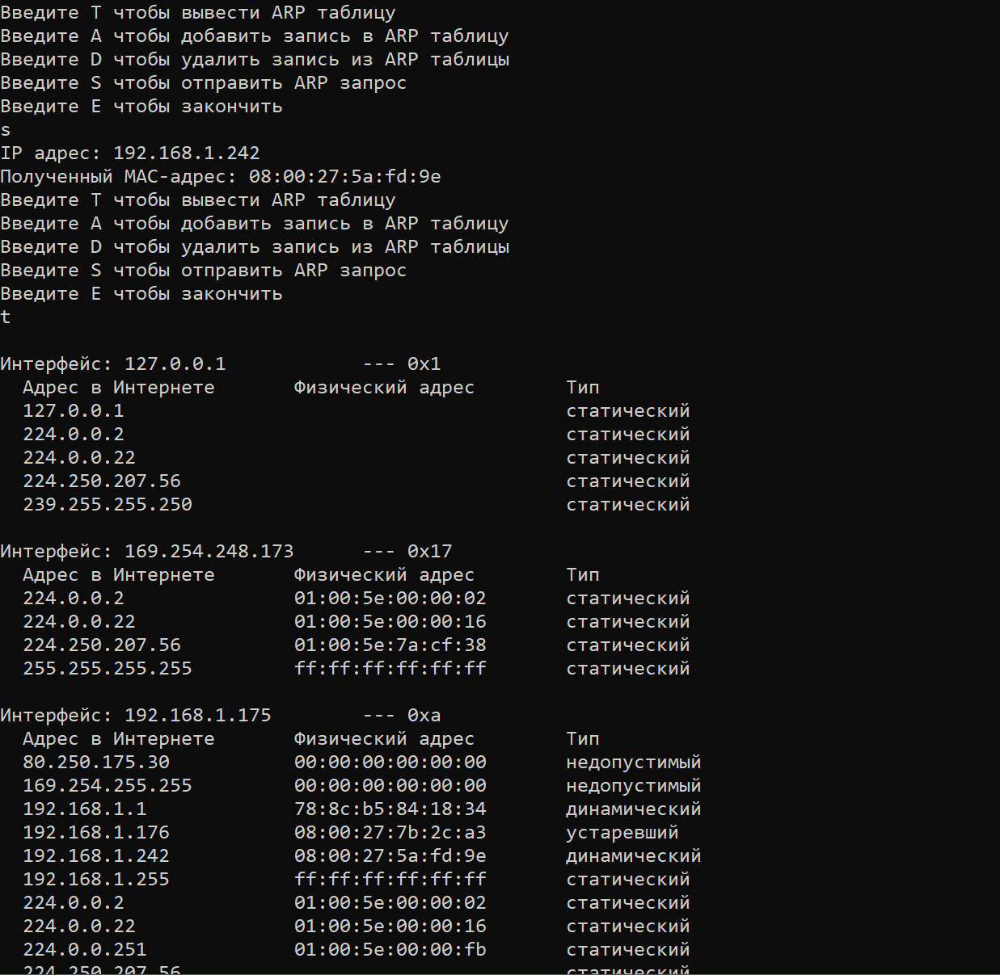 Введите T чтобы вывести ARP таблицу
Введите A чтобы добавить запись в ARP таблицу
Введите D чтобы удалить запись из ARP таблицы
Введите S чтобы отправить ARP запрос
Введите E чтобы закончить
s
IP адрес: 192.168.1.242
Полученный MAC-адрес: 08:00:27:5a:fd:9e
Введите T чтобы вывести ARP таблицу
Введите A чтобы добавить запись в ARP таблицу
Введите D чтобы удалить запись из ARP таблицы
Введите S чтобы отправить ARP запрос
Введите E чтобы закончить
t
Интерфейс: 127.0.0.1 --- 0x1
Адрес в Интернете Физический адрес Тип
127.0.0.1 статический
224.0.0.2 статический
224.0.0.22 статический
224.250.207.56 статический
239.255.255.250 статический
Интерфейс: 169.254.248.173 --- 0x17
Адрес в Интернете Физический адрес Тип
224.0.0.2 01:00:5e:00:00:02 статический
224.0.0.22 01:00:5e:00:00:16 статический
224.250.207.56 01:00:5e:7a:cf:38 статический
255.255.255.255 ff:ff:ff:ff:ff:ff статический
Интерфейс: 192.168.1.175 --- 0xa
Адрес в Интернете Физический адрес Тип
80.250.175.30 00:00:00:00:00:00 недопустимый
169.254.255.255 00:00:00:00:00:00 недопустимый
192.168.1.1 78:8c:b5:84:18:34 динамический
192.168.1.176 08:00:27:7b:2c:a3 устаревший
192.168.1.242 08:00:27:5a:fd:9e динамический
192.168.1.255 ff:ff:ff:ff:ff:ff статический
224.0.0.2 01:00:5e:00:00:02 статический
224.0.0.22 01:00:5e:00:00:16 статический
224.0.0.251 01:00:5e:00:00:fb статический
224.250.207.56 статический